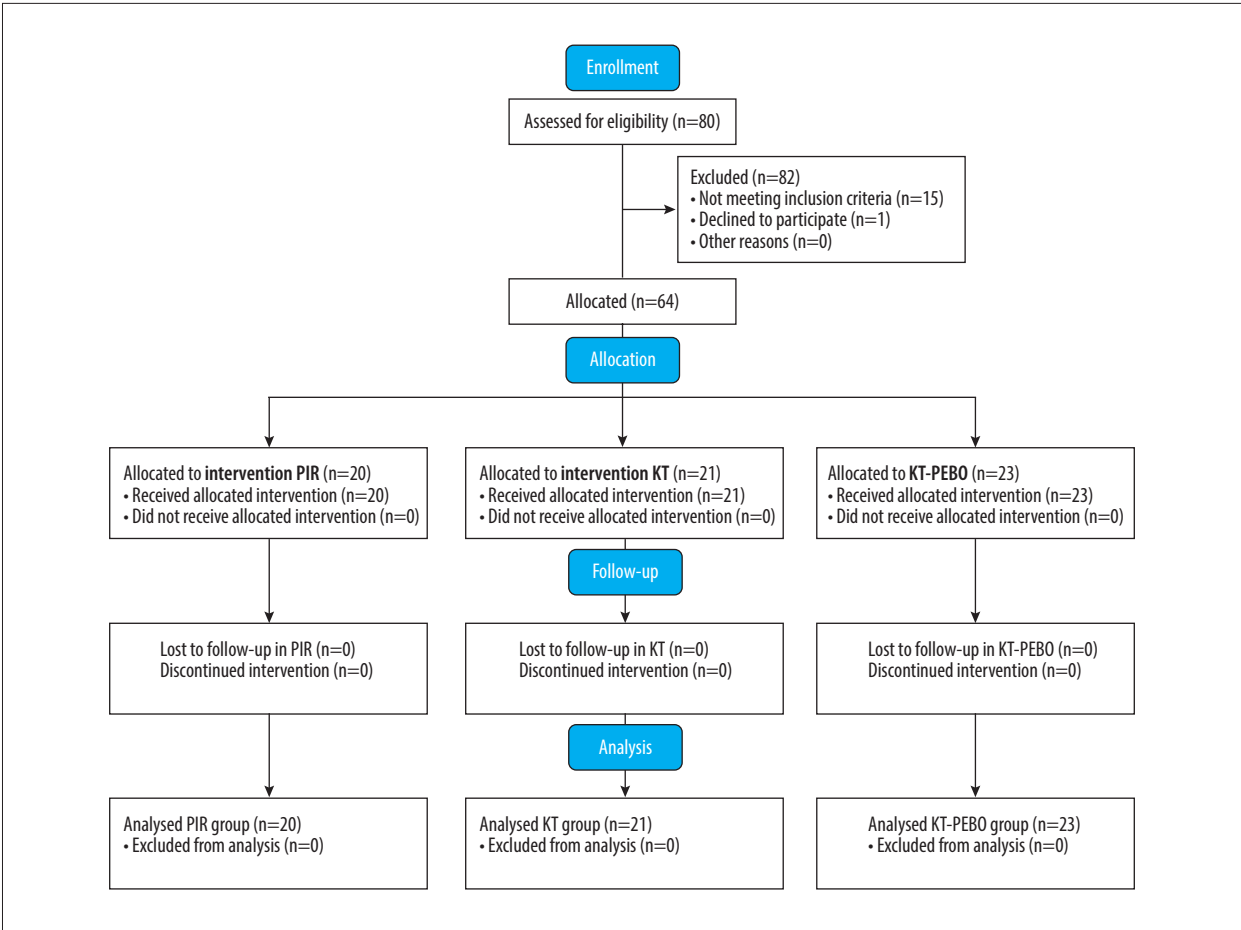 Enrollment
Assessed for eligibility (n=80)
Excluded (n=82)
• Not meeting inclusion criteria (n=15)
• Declined to participate (n=1)
• Other reasons (n=0)
Allocated (n=64)
Allocation
Allocated to intervention PIR (n=20)
• Received allocated intervention (n=20)
• Did not receive allocated intervention (n=0)
Allocated to intervention KT (n=21)
• Received allocated intervention (n=21)
• Did not receive allocated intervention (n=0)
Allocated to KT-PEBO (n=23)
• Received allocated intervention (n=23)
• Did not receive allocated intervention (n=0)
Follow-up
Lost to follow-up in PIR (n=0)
Discontinued intervention (n=0)
Lost to follow-up in KT (n=0)
Discontinued intervention (n=0)
Lost to follow-up in KT-PEBO (n=0)
Discontinued intervention (n=0)
Analysis
Analysed PIR group (n=20)
• Excluded from analysis (n=0)
Analysed KT group (n=21)
• Excluded from analysis (n=0)
Analysed KT-PEBO group (n=23)
• Excluded from analysis (n=0)